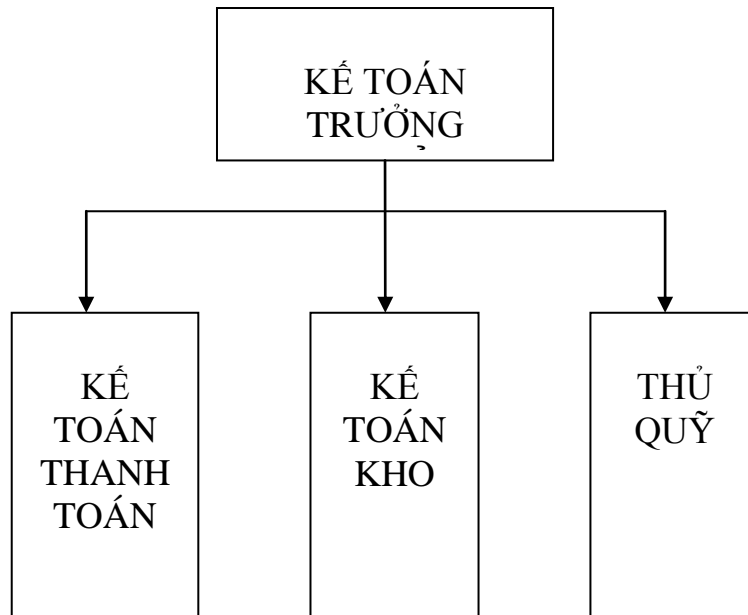 KẾ TOÁN
TRƯỞNG
KẾ
TOÁN
THANH
TOÁN
KẾ
TOÁN
KHO
THỦ
QUỸ